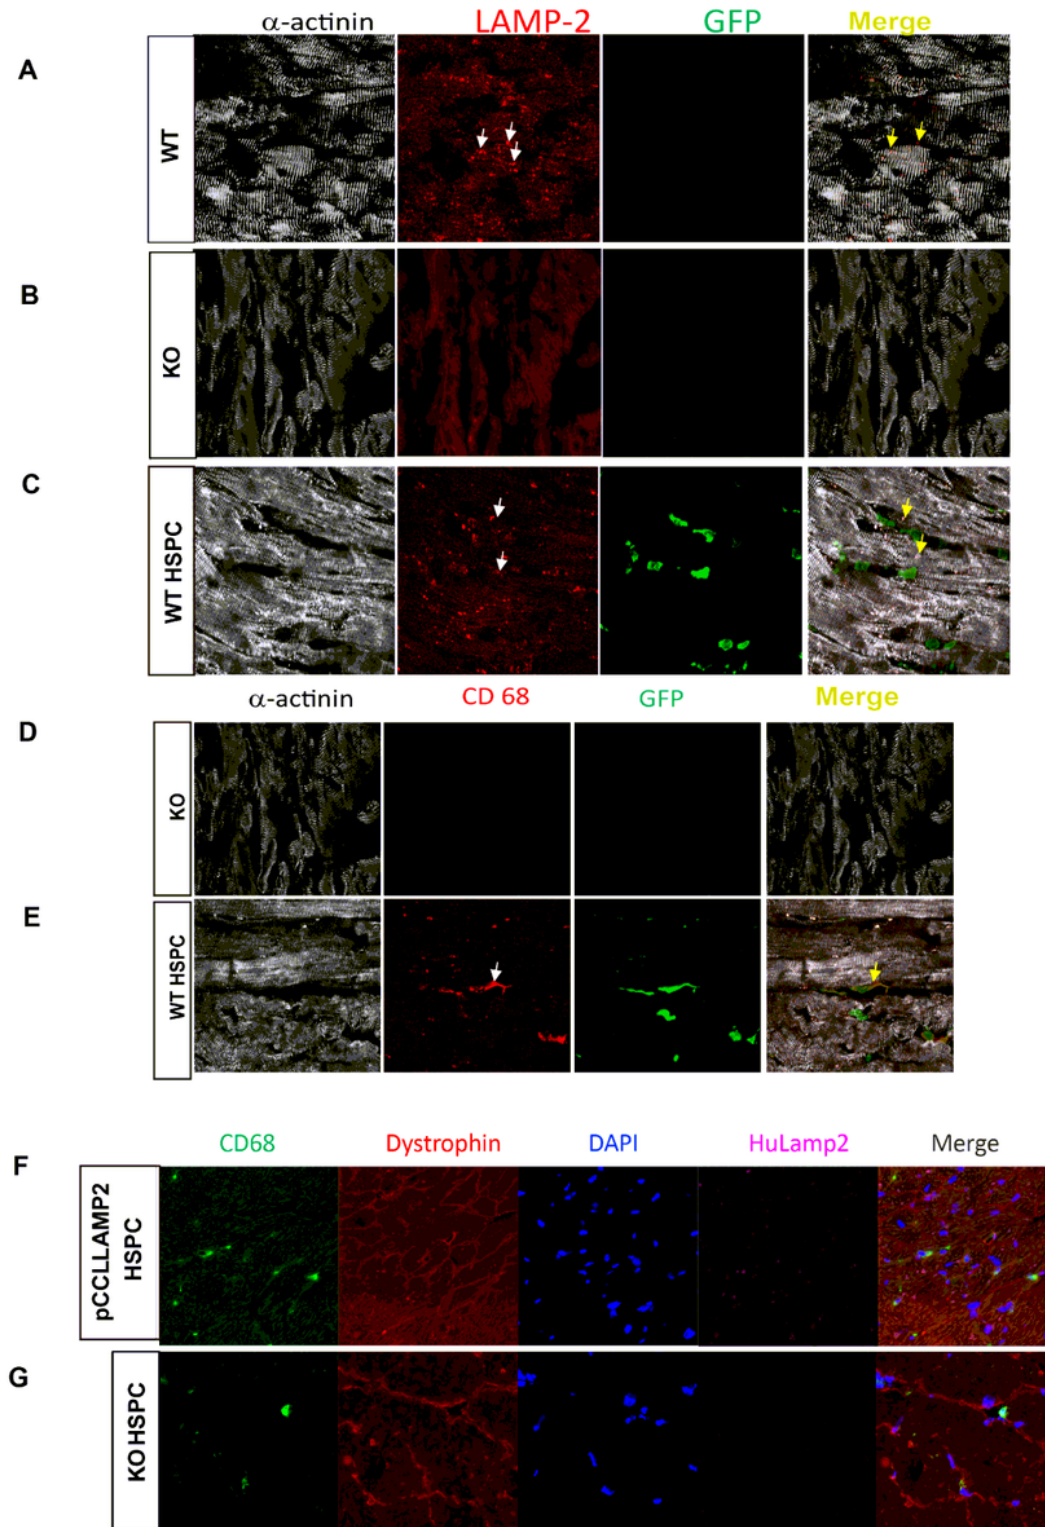 α-actinin LAMP-2 GFP Merge
A
WT
B
KO
C
WT HSPC
α-actinin CD 68 GFP Merge
D
KO
E
WT HSPC
CD68 Dystrophin DAPI HuLamp2 Merge
F
pCCLLAMP2
HSPC
G
KO HSPC